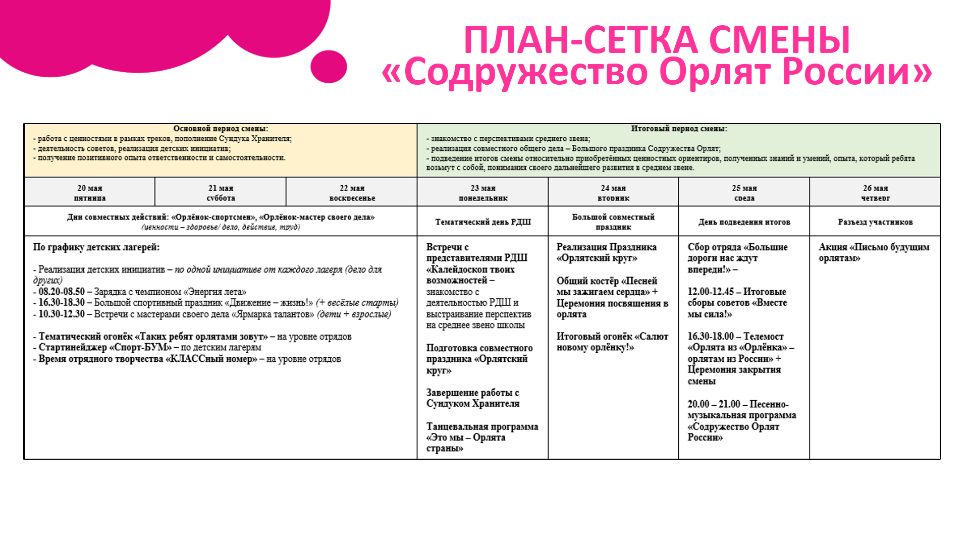 ПЛАН-СЕТКА СМЕНЫ
«Содружество Орлят России»
Основной период смены:
- работа с ценностями в рамках треков, пополнение Сундука Хранителя;
- деятельность советов, реализация детских инициатив;
- получение позитивного опыта ответственности и самостоятельности.
Итоговый период смены:
- знакомство с перспективами среднего звена;
- реализация совместного общего дела – Большого праздника Содружества Орлят;
- подведение итогов смены относительно приобретённых ценностных ориентиров, полученных знаний и умений, опыта, который ребята
возьмут с собой, понимания своего дальнейшего развития в среднем звене.
20 мая
пятница
21 мая
суббота
22 мая
воскресенье
23 мая
понедельник
24 мая
вторник
25 мая
среда
26 мая
четверг
Дни совместных действий: «Орлёнок-спортсмен», «Орлёнок-мастер своего дела»
(ценности – здоровье/ дело, действие, труд)
Тематический день РДШ
Большой совместный
праздник
День подведения итогов
Разъезд участников
По графику детских лагерей:
- Реализация детских инициатив – по одной инициативе от каждого лагеря (дело для
других)
- 08.20-08.50 – Зарядка с чемпионом «Энергия лета»
- 16.30-18.30 – Большой спортивный праздник «Движение – жизнь!» (+ весёлые старты)
- 10.30-12.30 – Встречи с мастерами своего дела «Ярмарка талантов» (дети + взрослые)
- Тематический огонёк «Таких ребят орлятами зовут» – на уровне отрядов
- Стартинейджер «Спорт-БУМ» – по детским лагерям
- Время отрядного творчества «КЛАССный номер» – на уровне отрядов
Встречи с
представителями РДШ
«Калейдоскоп твоих
возможностей –
знакомство с
деятельностью РДШ и
выстраивание перспектив
на среднее звено школы
Подготовка совместного
праздника «Орлятский
круг»
Завершение работы с
Сундуком Хранителя
Танцевальная программа
«Это мы – Орлята
страны»
Реализация Праздника
«Орлятский круг»
Общий костёр «Песней
мы зажигаем сердца» +
Церемония посвящения в
орлята
Итоговый огонёк «Салют
новому орлёнку!»
Сбор отряда «Большие
дороги нас ждут
впереди!» –
12.00-12.45 – Итоговые
сборы советов «Вместе
мы сила!»
16.30-18.00 – Телемост
«Орлята из «Орлёнка» –
орлятам из России» +
Церемония закрытия
смены
20.00 – 21.00 – Песенно-
музыкальная программа
«Содружество Орлят
России»
Акция «Письмо будущим
орлятам»